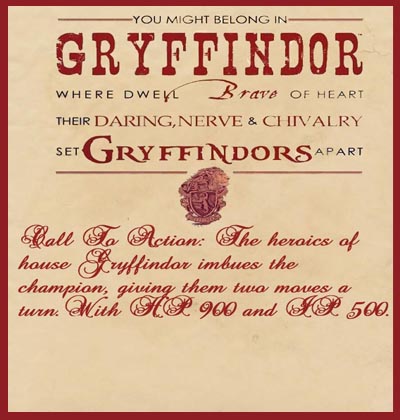 YOU MIGHT BELONG IN
GRYFFINDOR
WHERE DWELL Brave OF HEART
THEIR DARING, NERVE & CHIVALRY
SET GRYFFINDORS APART
Call To Action: The heroics of
house Gryffindor imbues the
champion, giving them two moves a
turn. With HP 900 and IP 500.